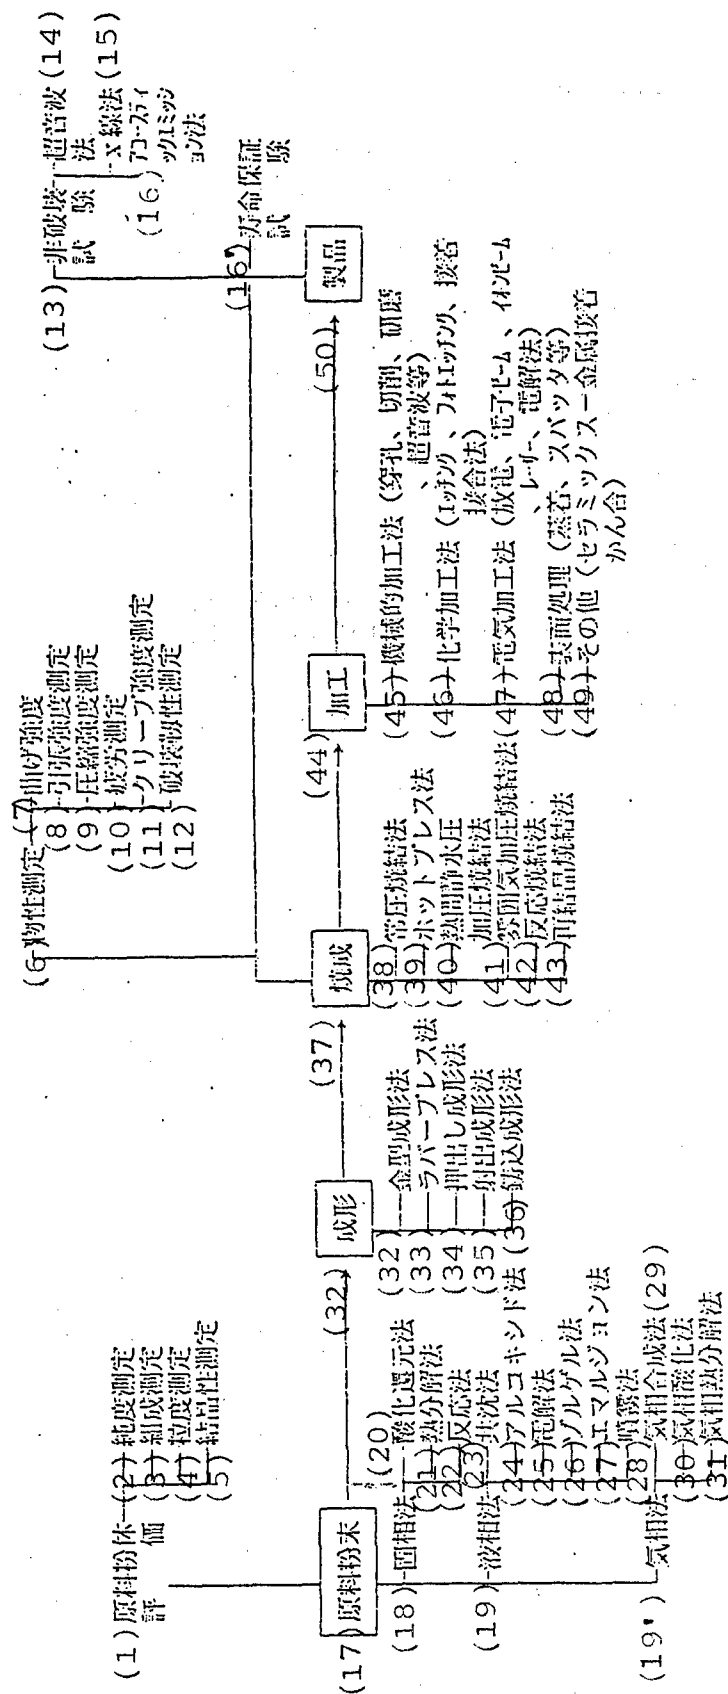 (1) 原料粉体評価
(2) 純度測定
(3) 組成測定
(4) 粒度測定
(5) 結晶性測定
(6) 物性測定
(7) 曲げ強度
(8) 引張強度測定
(9) 圧縮強度測定
(10) 疲労測定
(11) クリープ強度測定
(12) 破壊靱性測定
(13) 非破壊試験
超音波法 (14)
X線法 (15)
(16) アコースティックエミッション法
(16') 寿命保証試験
(17) 原料粉末
(18) 固相法
(20) 酸化還元法
(21) 熱分解法
(22) 反応法
(19) 液相法
(23) 共沈法
(24) アルコキシド法
(25) 電解法
(26) ゾルゲル法
(27) エマルジョン法
(28) 噴霧法
(19') 気相法
気相合成法 (29)
(30) 気相酸化法
(31) 気相熱分解法
(32) 成形
(32) 金型成形法
(33) ラバープレス法
(34) 押出し成形法
(35) 射出成形法
(36) 鋳込成形法
(37) 焼成
(38) 常圧焼結法
(39) ホットプレス法
(40) 熱間静水圧加圧焼結法
(41) 雰囲気加圧焼結法
(42) 反応焼結法
(43) 再結晶焼結法
(44) 加工
(45) 機械的加工法 (穿孔、切削、研磨
、超音波等)
(46) 化学加工法 (エッチング、フォトエッチング、接着
接合法)
(47) 電気加工法 (放電、電子ビーム、イオンビーム
、レーザー、電解法)
(48) 表面処理 (蒸着、スパッタ等)
(49) その他 (セラミックスー金属接着
かん合)
(50) 製品